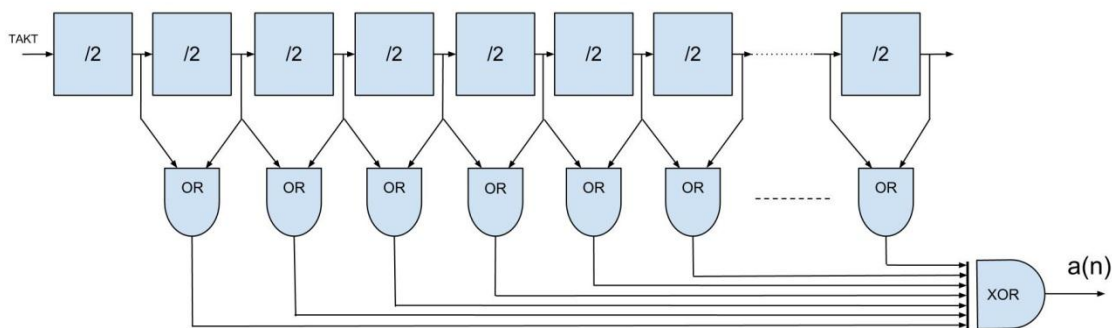 TAKT
/2 /2 /2 /2 /2 /2 /2 /2
OR OR OR OR OR OR OR
a(n)
XOR